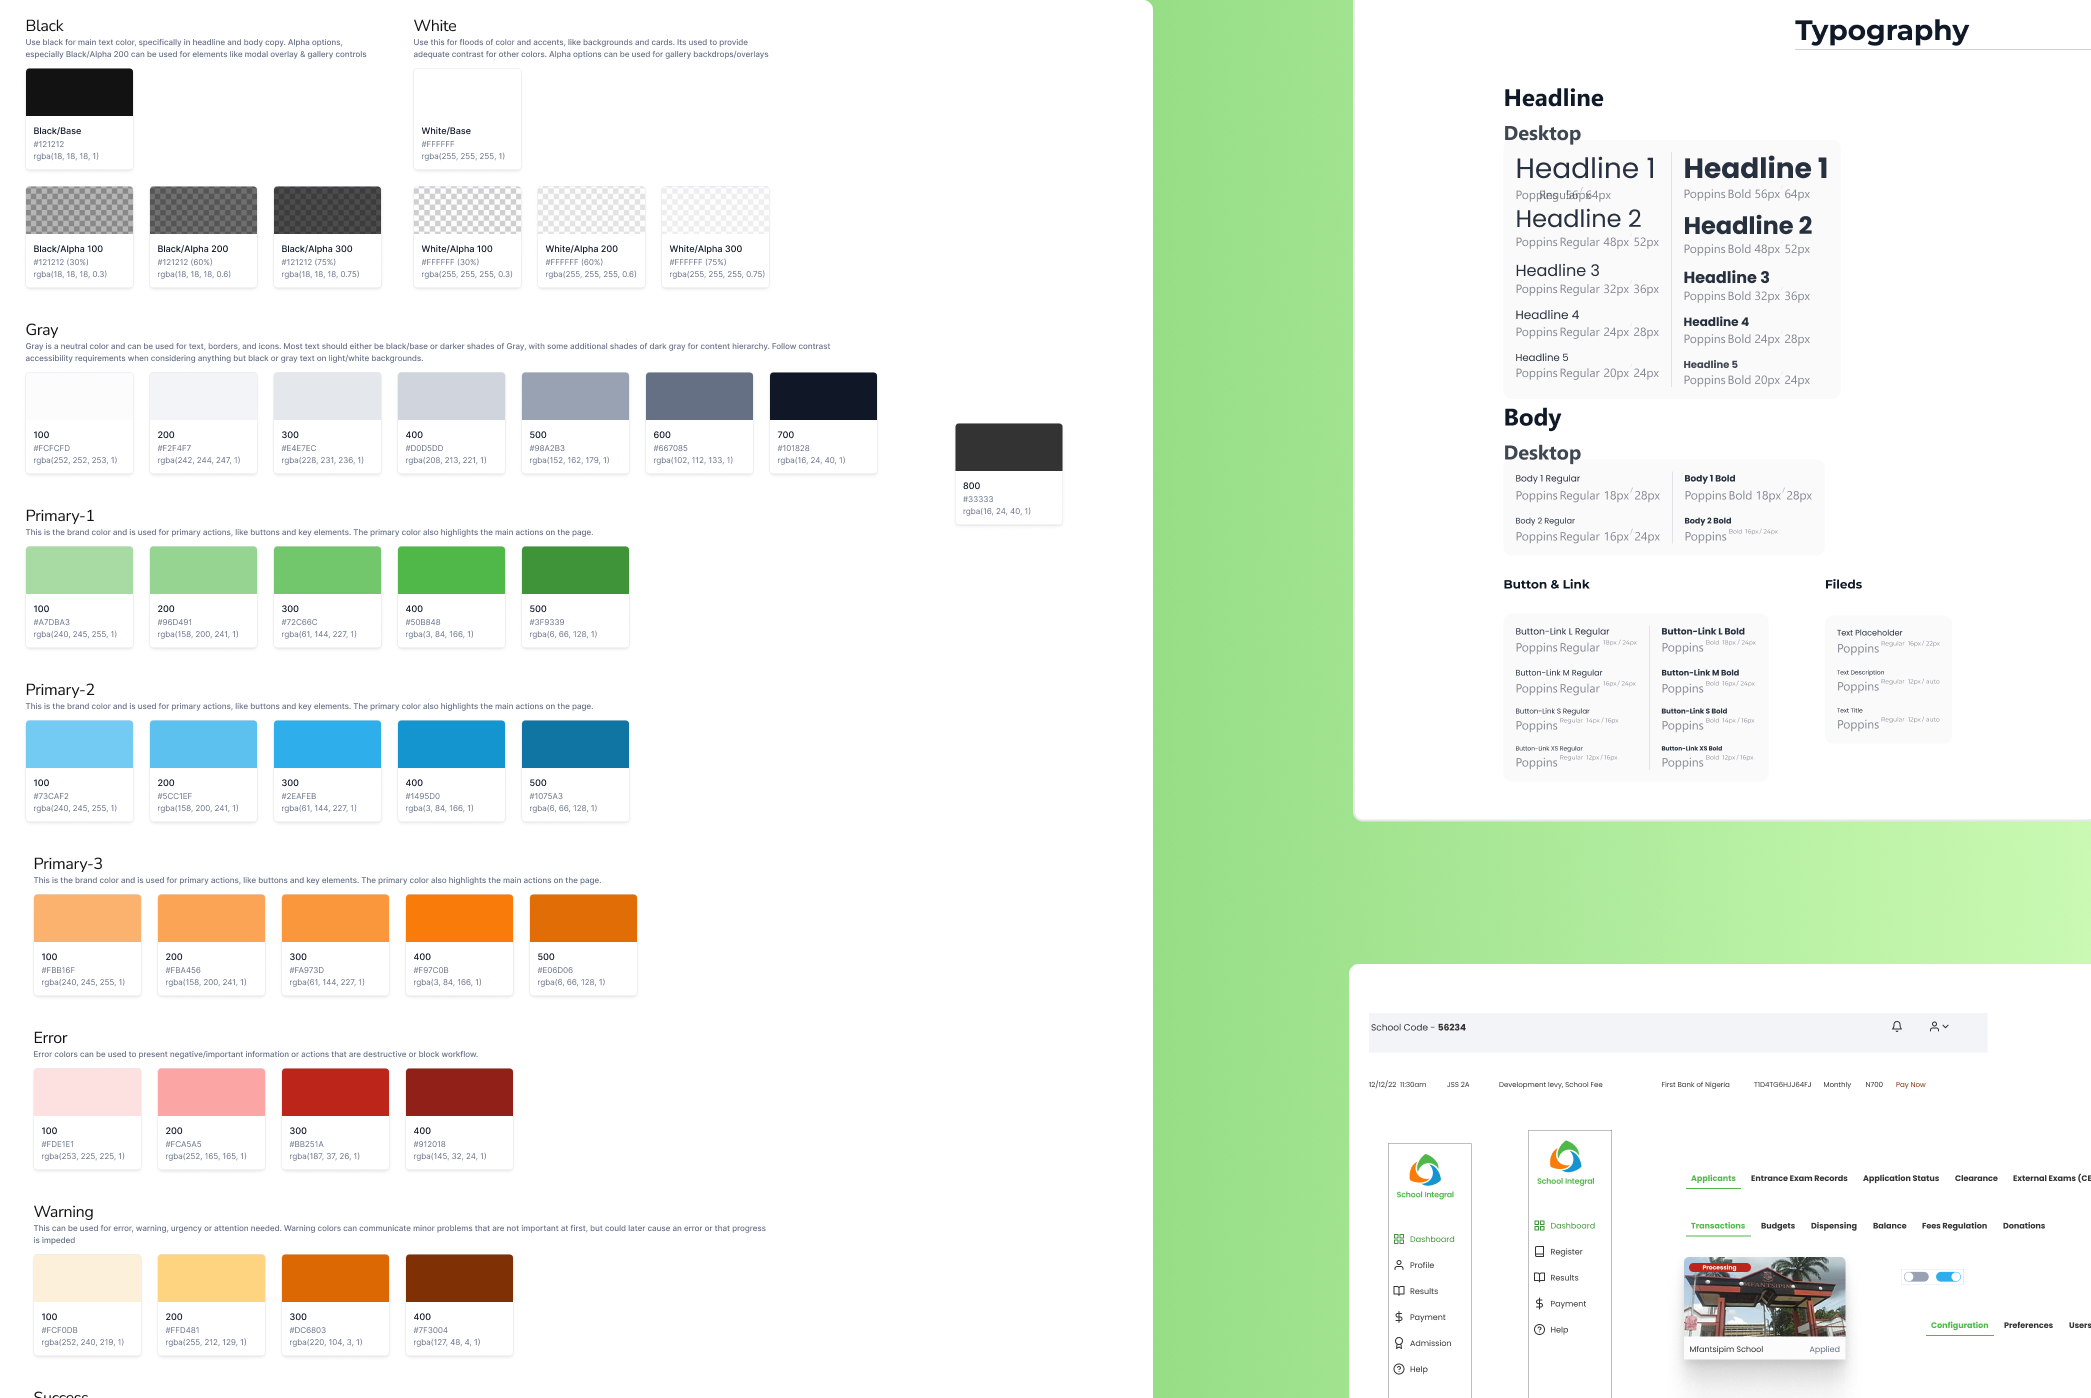 Black
Use black for main text color, specifically in headline and body copy. Alpha options,
especially Black/Alpha 200 can be used for elements like modal overlay & gallery controls
White
Use this for floods of color and accents, like backgrounds and cards. Its used to provide
adequate contrast for other colors. Alpha options can be used for gallery backdrops/overlays
Black/Base
#121212
rgba(18, 18, 18, 1)
White/Base
#FFFFFF
rgba(255, 255, 255, 1)
Black/Alpha 100
#121212 (30%)
rgba(18, 18, 18, 0.3)
Black/Alpha 200
#121212 (60%)
rgba(18, 18, 18, 0.6)
Black/Alpha 300
#121212 (75%)
rgba(18, 18, 18, 0.75)
White/Alpha 100
#FFFFFF (30%)
rgba(255, 255, 255, 0.3)
White/Alpha 200
#FFFFFF (60%)
rgba(255, 255, 255, 0.6)
White/Alpha 300
#FFFFFF (75%)
rgba(255, 255, 255, 0.75)
Gray
Gray is a neutral color and can be used for text, borders, and icons. Most text should either be black/base or darker shades of Gray, with some additional shades of dark gray for content hierarchy. Follow contrast
accessibility requirements when considering anything but black or gray text on light/white backgrounds.
100
#FCFCFD
rgba(252, 252, 253, 1)
200
#F2F4F7
rgba(242, 244, 247, 1)
300
#E4E7EC
rgba(228, 231, 236, 1)
400
#D0D5DD
rgba(208, 213, 221, 1)
500
#98A2B3
rgba(152, 162, 179, 1)
600
#667085
rgba(102, 112, 133, 1)
700
#101828
rgba(16, 24, 40, 1)
800
#33333
rgba(16, 24, 40, 1)
Primary-1
This is the brand color and is used for primary actions, like buttons and key elements. The primary color also highlights the main actions on the page.
100
#A7DBA3
rgba(240, 245, 255, 1)
200
#96D491
rgba(158, 200, 241, 1)
300
#72C66C
rgba(61, 144, 227, 1)
400
#50B848
rgba(3, 84, 166, 1)
500
#3F9339
rgba(6, 66, 128, 1)
Primary-2
This is the brand color and is used for primary actions, like buttons and key elements. The primary color also highlights the main actions on the page.
100
#73CAF2
rgba(240, 245, 255, 1)
200
#5CC1EF
rgba(158, 200, 241, 1)
300
#2EAFEB
rgba(61, 144, 227, 1)
400
#1495D0
rgba(3, 84, 166, 1)
500
#1075A3
rgba(6, 66, 128, 1)
Primary-3
This is the brand color and is used for primary actions, like buttons and key elements. The primary color also highlights the main actions on the page.
100
#FBB16F
rgba(240, 245, 255, 1)
200
#FBA456
rgba(158, 200, 241, 1)
300
#FA973D
rgba(61, 144, 227, 1)
400
#F97C0B
rgba(3, 84, 166, 1)
500
#E06D06
rgba(6, 66, 128, 1)
Error
Error colors can be used to present negative/important information or actions that are destructive or block workflow.
100
#FDE1E1
rgba(253, 225, 225, 1)
200
#FCA5A5
rgba(252, 165, 165, 1)
300
#BB251A
rgba(187, 37, 26, 1)
400
#912018
rgba(145, 32, 24, 1)
Warning
This can be used for error, warning, urgency or attention needed. Warning colors can communicate minor problems that are not important at first, but could later cause an error or that progress
is impeded
100
#FCF0DB
rgba(252, 240, 219, 1)
200
#FFD481
rgba(255, 212, 129, 1)
300
#DC6803
rgba(220, 104, 3, 1)
400
#7F3004
rgba(127, 48, 4, 1)
Success
Typography
Headline
Desktop
Headline 1
Poppins Regular 56px/64px
Headline 2
Poppins Regular 48px 52px
Headline 3
Poppins Regular 32px 36px
Headline 4
Poppins Regular 24px 28px
Headline 5
Poppins Regular 20px 24px
Headline 1
Poppins Bold 56px 64px
Headline 2
Poppins Bold 48px 52px
Headline 3
Poppins Bold 32px 36px
Headline 4
Poppins Bold 24px 28px
Headline 5
Poppins Bold 20px 24px
Body
Desktop
Body 1 Regular
Poppins Regular 18px/28px
Body 2 Regular
Poppins Regular 16px/24px
Body 1 Bold
Poppins Bold 18px/28px
Body 2 Bold
Poppins Bold 16px/24px
Button & Link
Button-Link L Regular
Poppins Regular 18px/24px
Button-Link M Regular
Poppins Regular 16px/24px
Button-Link S Regular
Poppins Regular 14px/16px
Button-Link XS Regular
Poppins Regular 12px/16px
Button-Link L Bold
Poppins Bold 18px/24px
Button-Link M Bold
Poppins Bold 16px/24px
Button-Link S Bold
Poppins Bold 14px/16px
Button-Link XS Bold
Poppins Bold 12px/16px
Fileds
Text Placeholder
Poppins Regular 16px/22px
Text Description
Poppins Regular 12px/auto
Text Title
Poppins Regular 12px/auto
School Code - 56234
12/12/22 11:30am JSS 2A Development levy, School Fee First Bank of Nigeria T1D4TG6HJJ64FJ Monthly N700 Pay Now
School Integral
Dashboard
Profile
Results
Payment
Admission
Help
School Integral
Dashboard
Register
Results
Payment
Help
Applicants Entrance Exam Records Application Status Clearance External Exams (CE
Transactions Budgets Dispensing Balance Fees Regulation Donations
Processing
MFANTSIPIM
Mfantsipim School Applied
Configuration Preferences Users